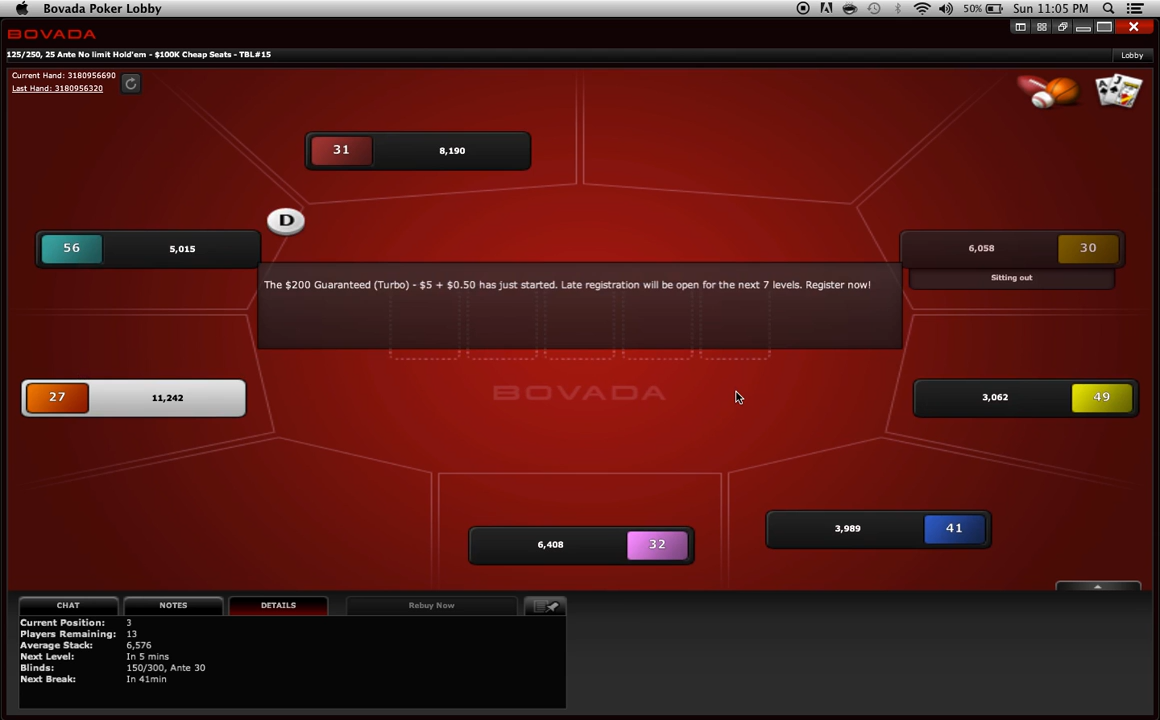 Bovada Poker Lobby
50%
Sun 11:05 PM
BOVADA
125/250, 25 Ante No limit Hold'em - $100K Cheap Seats - TBL#15
Lobby
Current Hand: 3180956690
Last Hand: 3180956320
31
8,190
D
56
5,015
6,058
30
Sitting out
The $200 Guaranteed (Turbo) - $5 + $0.50 has just started. Late registration will be open for the next 7 levels. Register now!
27
11,242
BOVADA
3,062
49
3,989
41
6,408
32
CHAT
NOTES
DETAILS
Rebuy Now
Current Position: 3
Players Remaining: 13
Average Stack: 6,576
Next Level: In 5 mins
Blinds: 150/300, Ante 30
Next Break: In 41min